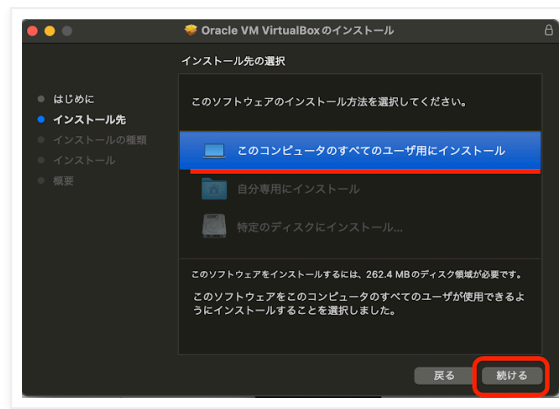 Oracle VM VirtualBoxのインストール
インストール先の選択
はじめに
インストール先
インストールの種類
インストール
概要
このソフトウェアのインストール方法を選択してください。
このコンピュータのすべてのユーザ用にインストール
自分専用にインストール
特定のディスクにインストール...
このソフトウェアをインストールするには、262.4 MBのディスク領域が必要です。
このソフトウェアをこのコンピュータのすべてのユーザが使用できるよ
うにインストールすることを選択しました。
戻る
続ける